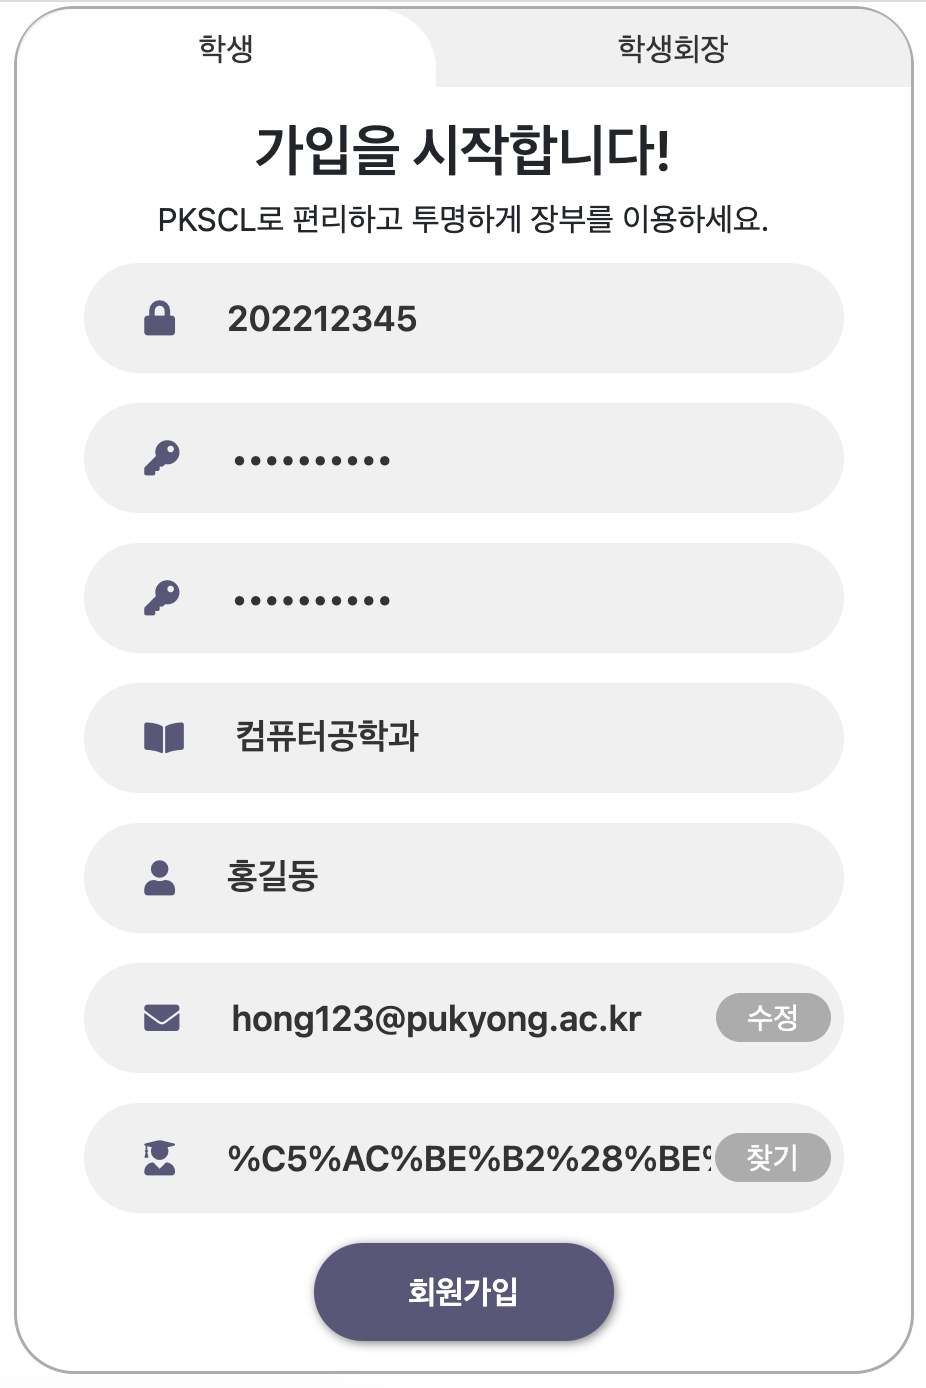 학생
학생회장
가입을 시작합니다!
PKSCL로 편리하고 투명하게 장부를 이용하세요.
202212345
••••••••••
••••••••••
컴퓨터공학과
홍길동
hong123@pukyong.ac.kr
수정
%C5%AC%BE%B2%28%BE%
찾기
회원가입